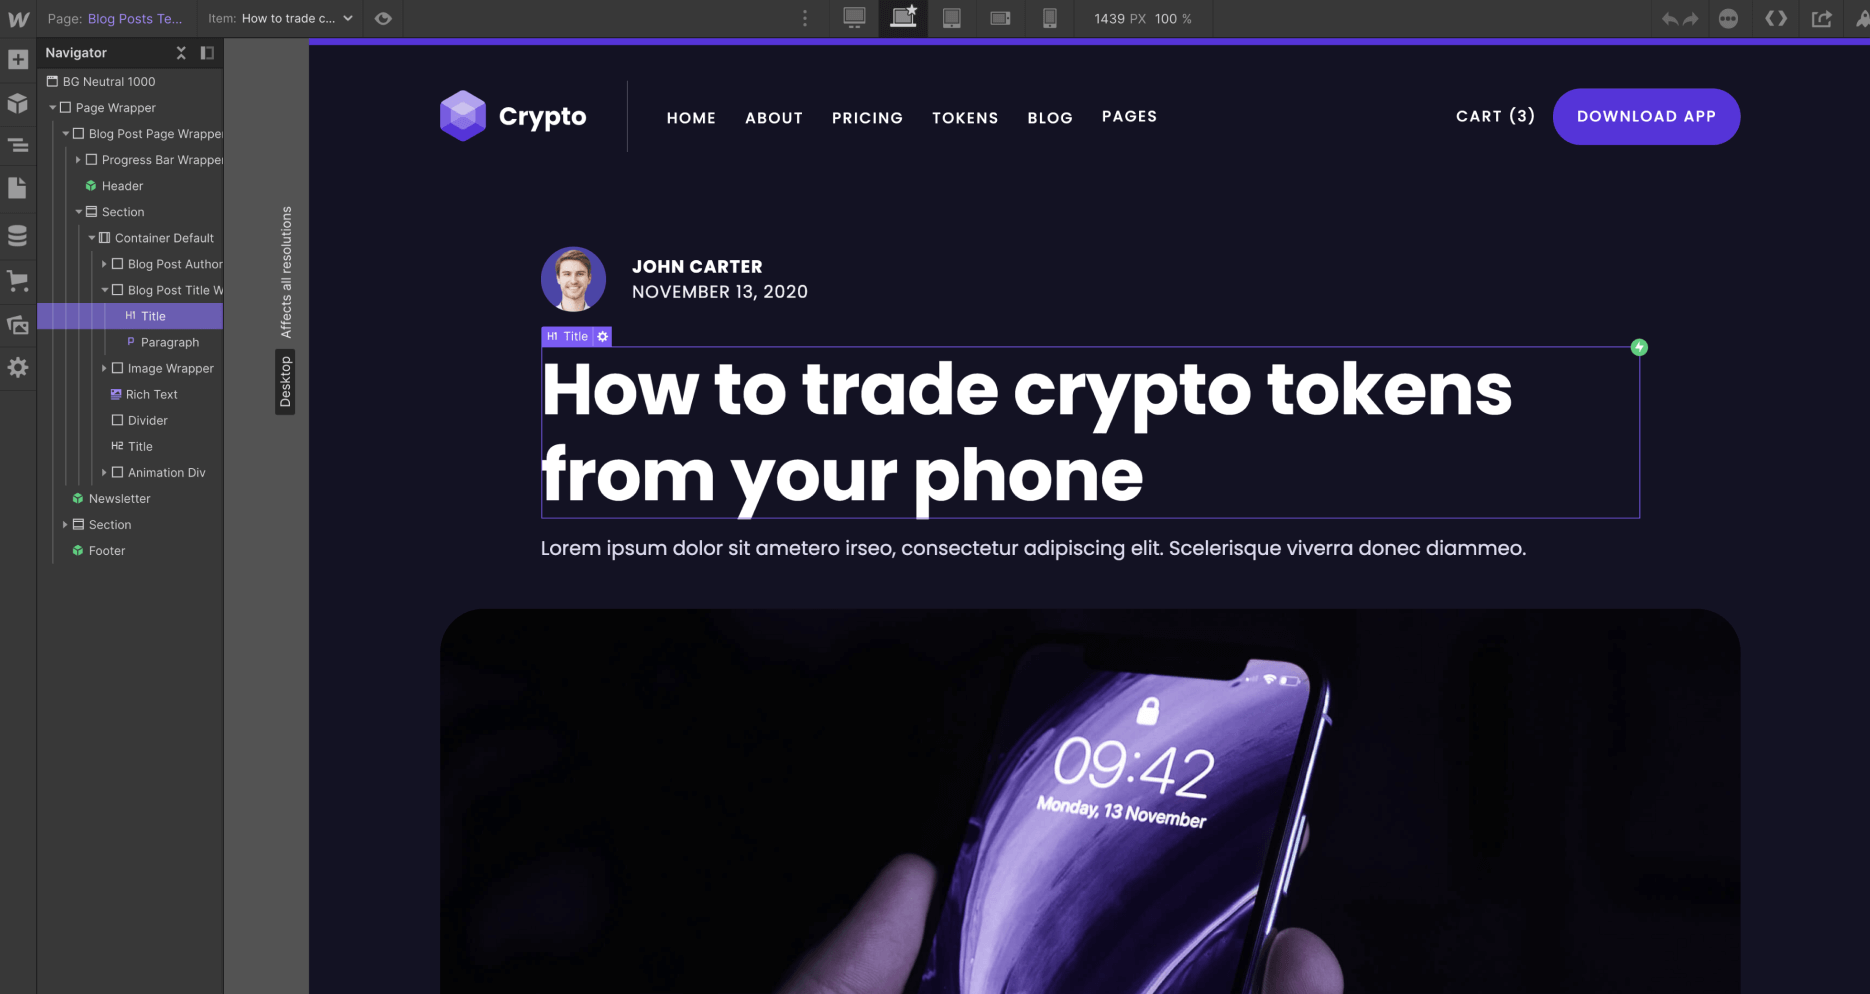 Page: Blog Posts Te...
Item: How to trade c...
1439 PX 100 %
Navigator
BG Neutral 1000
Page Wrapper
Blog Post Page Wrappe
Progress Bar Wrappe
Header
Section
Container Default
Blog Post Author
Blog Post Title W
H1 Title
P Paragraph
Image Wrapper
Rich Text
Divider
H2 Title
Animation Div
Newsletter
Section
Footer
Affects all resolutions
Desktop
Crypto
HOME
ABOUT
PRICING
TOKENS
BLOG
PAGES
CART (3)
DOWNLOAD APP
JOHN CARTER
NOVEMBER 13, 2020
H1 Title
How to trade crypto tokens
from your phone
Lorem ipsum dolor sit ametero irseo, consectetur adipiscing elit. Scelerisque viverra donec diammeo.
09:42
Monday, 13 November